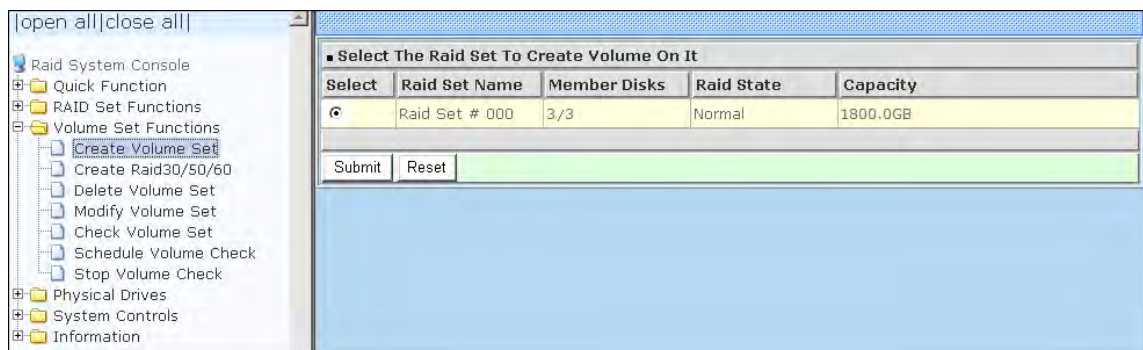 |open all|close all|
Raid System Console
Quick Function
RAID Set Functions
Volume Set Functions
Create Volume Set
Create Raid30/50/60
Delete Volume Set
Modify Volume Set
Check Volume Set
Schedule Volume Check
Stop Volume Check
Physical Drives
System Controls
Information
Select The Raid Set To Create Volume On It
Select Raid Set Name Member Disks Raid State Capacity
Raid Set # 000 3/3 Normal 1800.0GB
Submit Reset